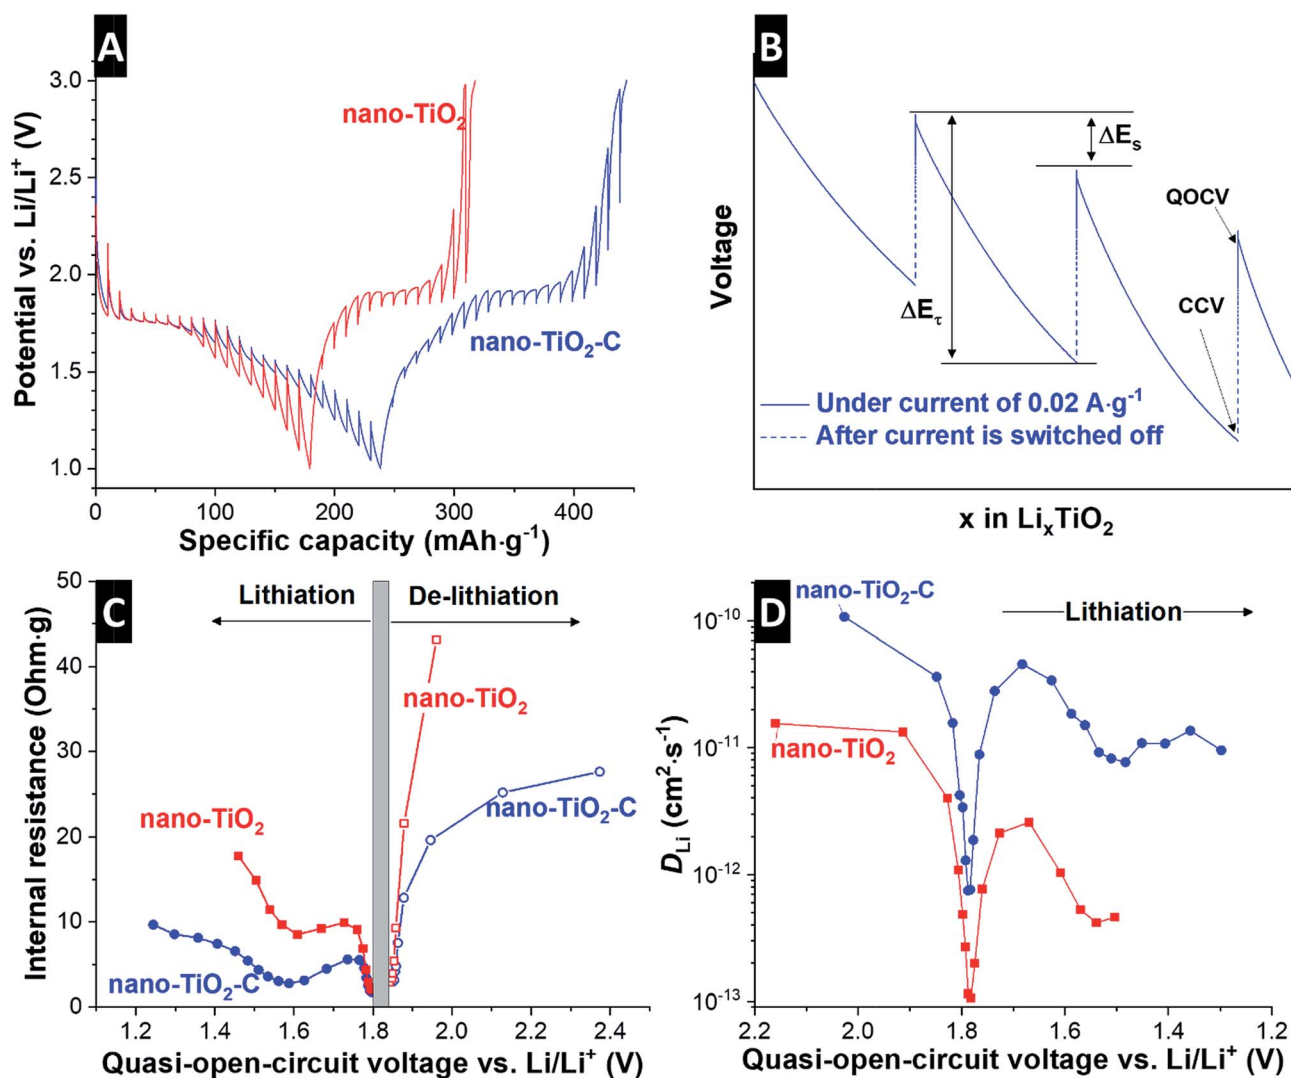 A
3.0
2.5
2.0
1.5
1.0
Potential vs. Li/Li⁺ (V)
nano-TiO₂
nano-TiO₂-C
0
100
200
300
400
Specific capacity (mAh·g⁻¹)
B
Voltage
ΔEₛ
ΔE_τ
QOCV
CCV
Under current of 0.02 A·g⁻¹
After current is switched off
x in LiₓTiO₂
C
50
40
30
20
10
0
Internal resistance (Ohm·g)
Lithiation
De-lithiation
nano-TiO₂
nano-TiO₂
nano-TiO₂-C
nano-TiO₂-C
1.2
1.4
1.6
1.8
2.0
2.2
2.4
Quasi-open-circuit voltage vs. Li/Li⁺ (V)
D
nano-TiO₂-C
Lithiation
nano-TiO₂
10⁻¹⁰
10⁻¹¹
10⁻¹²
10⁻¹³
D_Li (cm²·s⁻¹)
2.2
2.0
1.8
1.6
1.4
1.2
Quasi-open-circuit voltage vs. Li/Li⁺ (V)